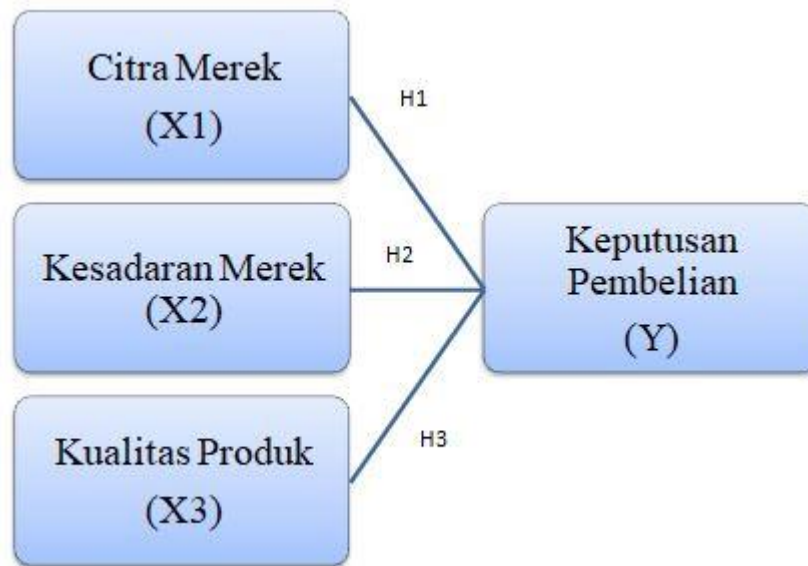 Citra Merek
(X1)
H1
Kesadaran Merek
(X2)
H2
Keputusan
Pembelian
(Y)
Kualitas Produk
(X3)
H3